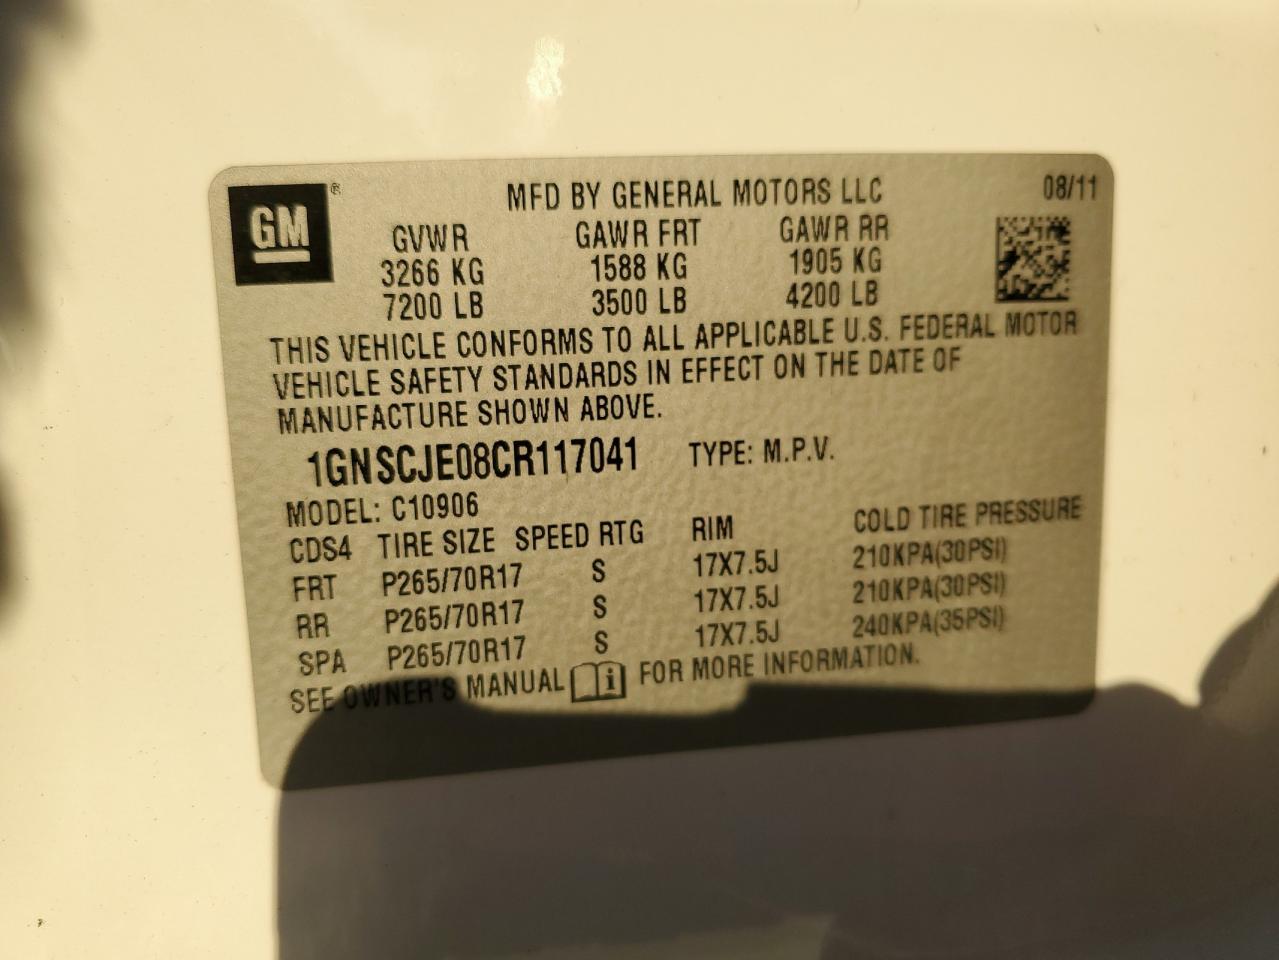 GM ® MFD BY GENERAL MOTORS LLC 08/11
GVWR GAWR FRT GAWR RR
3266 KG 1588 KG 1905 KG
7200 LB 3500 LB 4200 LB
THIS VEHICLE CONFORMS TO ALL APPLICABLE U.S. FEDERAL MOTOR
VEHICLE SAFETY STANDARDS IN EFFECT ON THE DATE OF
MANUFACTURE SHOWN ABOVE.
1GNSCJE08CR117041 TYPE: M.P.V.
MODEL: C10906
CDS4 TIRE SIZE SPEED RTG RIM COLD TIRE PRESSURE
FRT P265/70R17 S 17X7.5J 210KPA(30PSI)
RR P265/70R17 S 17X7.5J 210KPA(30PSI)
SPA P265/70R17 S 17X7.5J 240KPA(35PSI)
SEE OWNER'S MANUAL i FOR MORE INFORMATION.